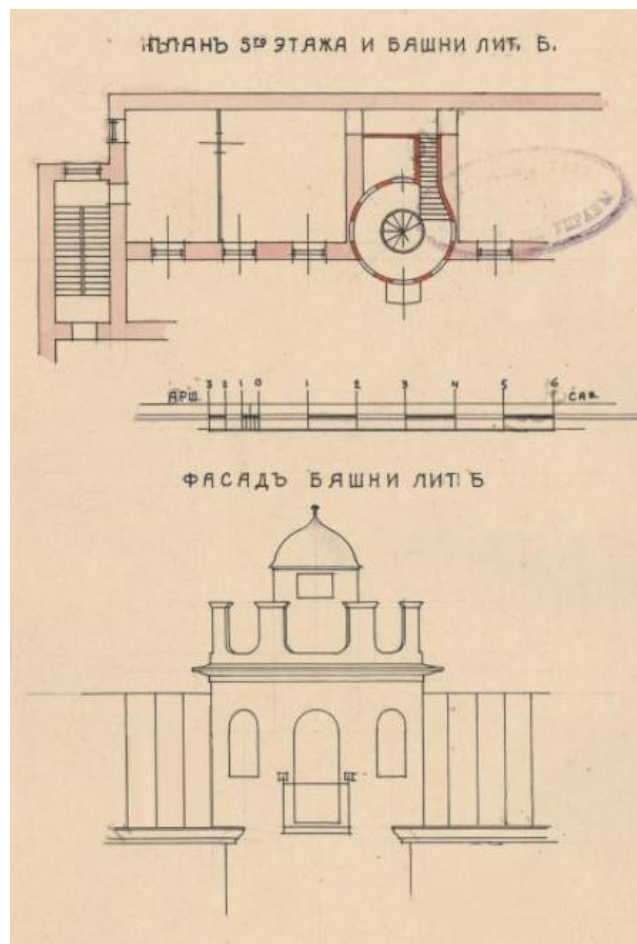 ПЛАНЪ 5го ЭТАЖА И БАШНИ ЛИТ. Б.
УПРАВЫ
АРШ. 3 2 1 0 1 2 3 4 5 6 САЖ.
ФАСАДЪ БАШНИ ЛИТ Б